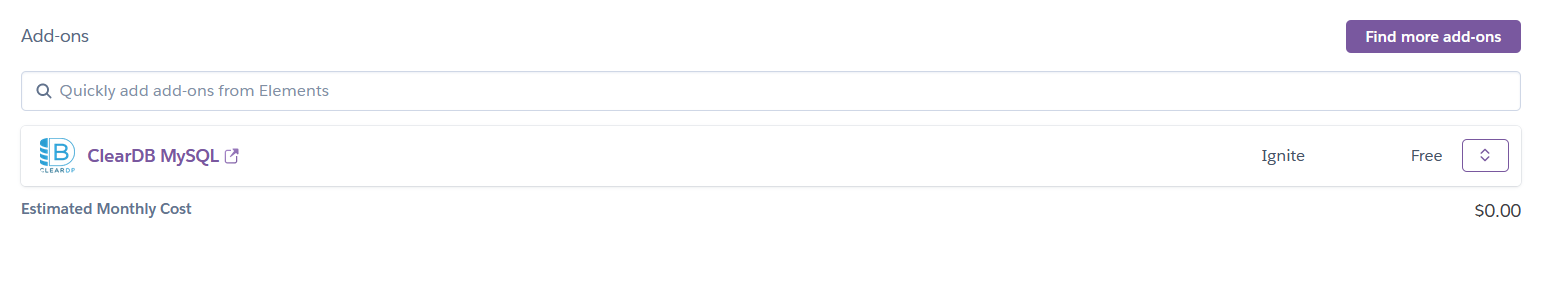 Add-ons
Find more add-ons
Quickly add add-ons from Elements
B
CLEARDB
ClearDB MySQL
Ignite
Free
Estimated Monthly Cost
$0.00